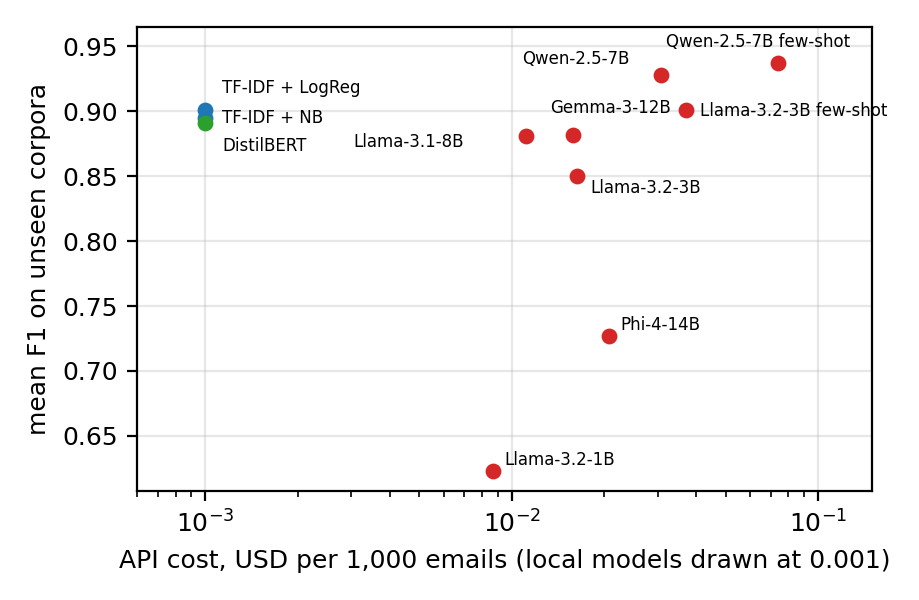 0.95
0.90
0.85
0.80
0.75
0.70
0.65
mean F1 on unseen corpora
Qwen-2.5-7B few-shot
Qwen-2.5-7B
TF-IDF + LogReg
Gemma-3-12B
Llama-3.2-3B few-shot
TF-IDF + NB
Llama-3.1-8B
DistilBERT
Llama-3.2-3B
Phi-4-14B
Llama-3.2-1B
10⁻³
10⁻²
10⁻¹
API cost, USD per 1,000 emails (local models drawn at 0.001)